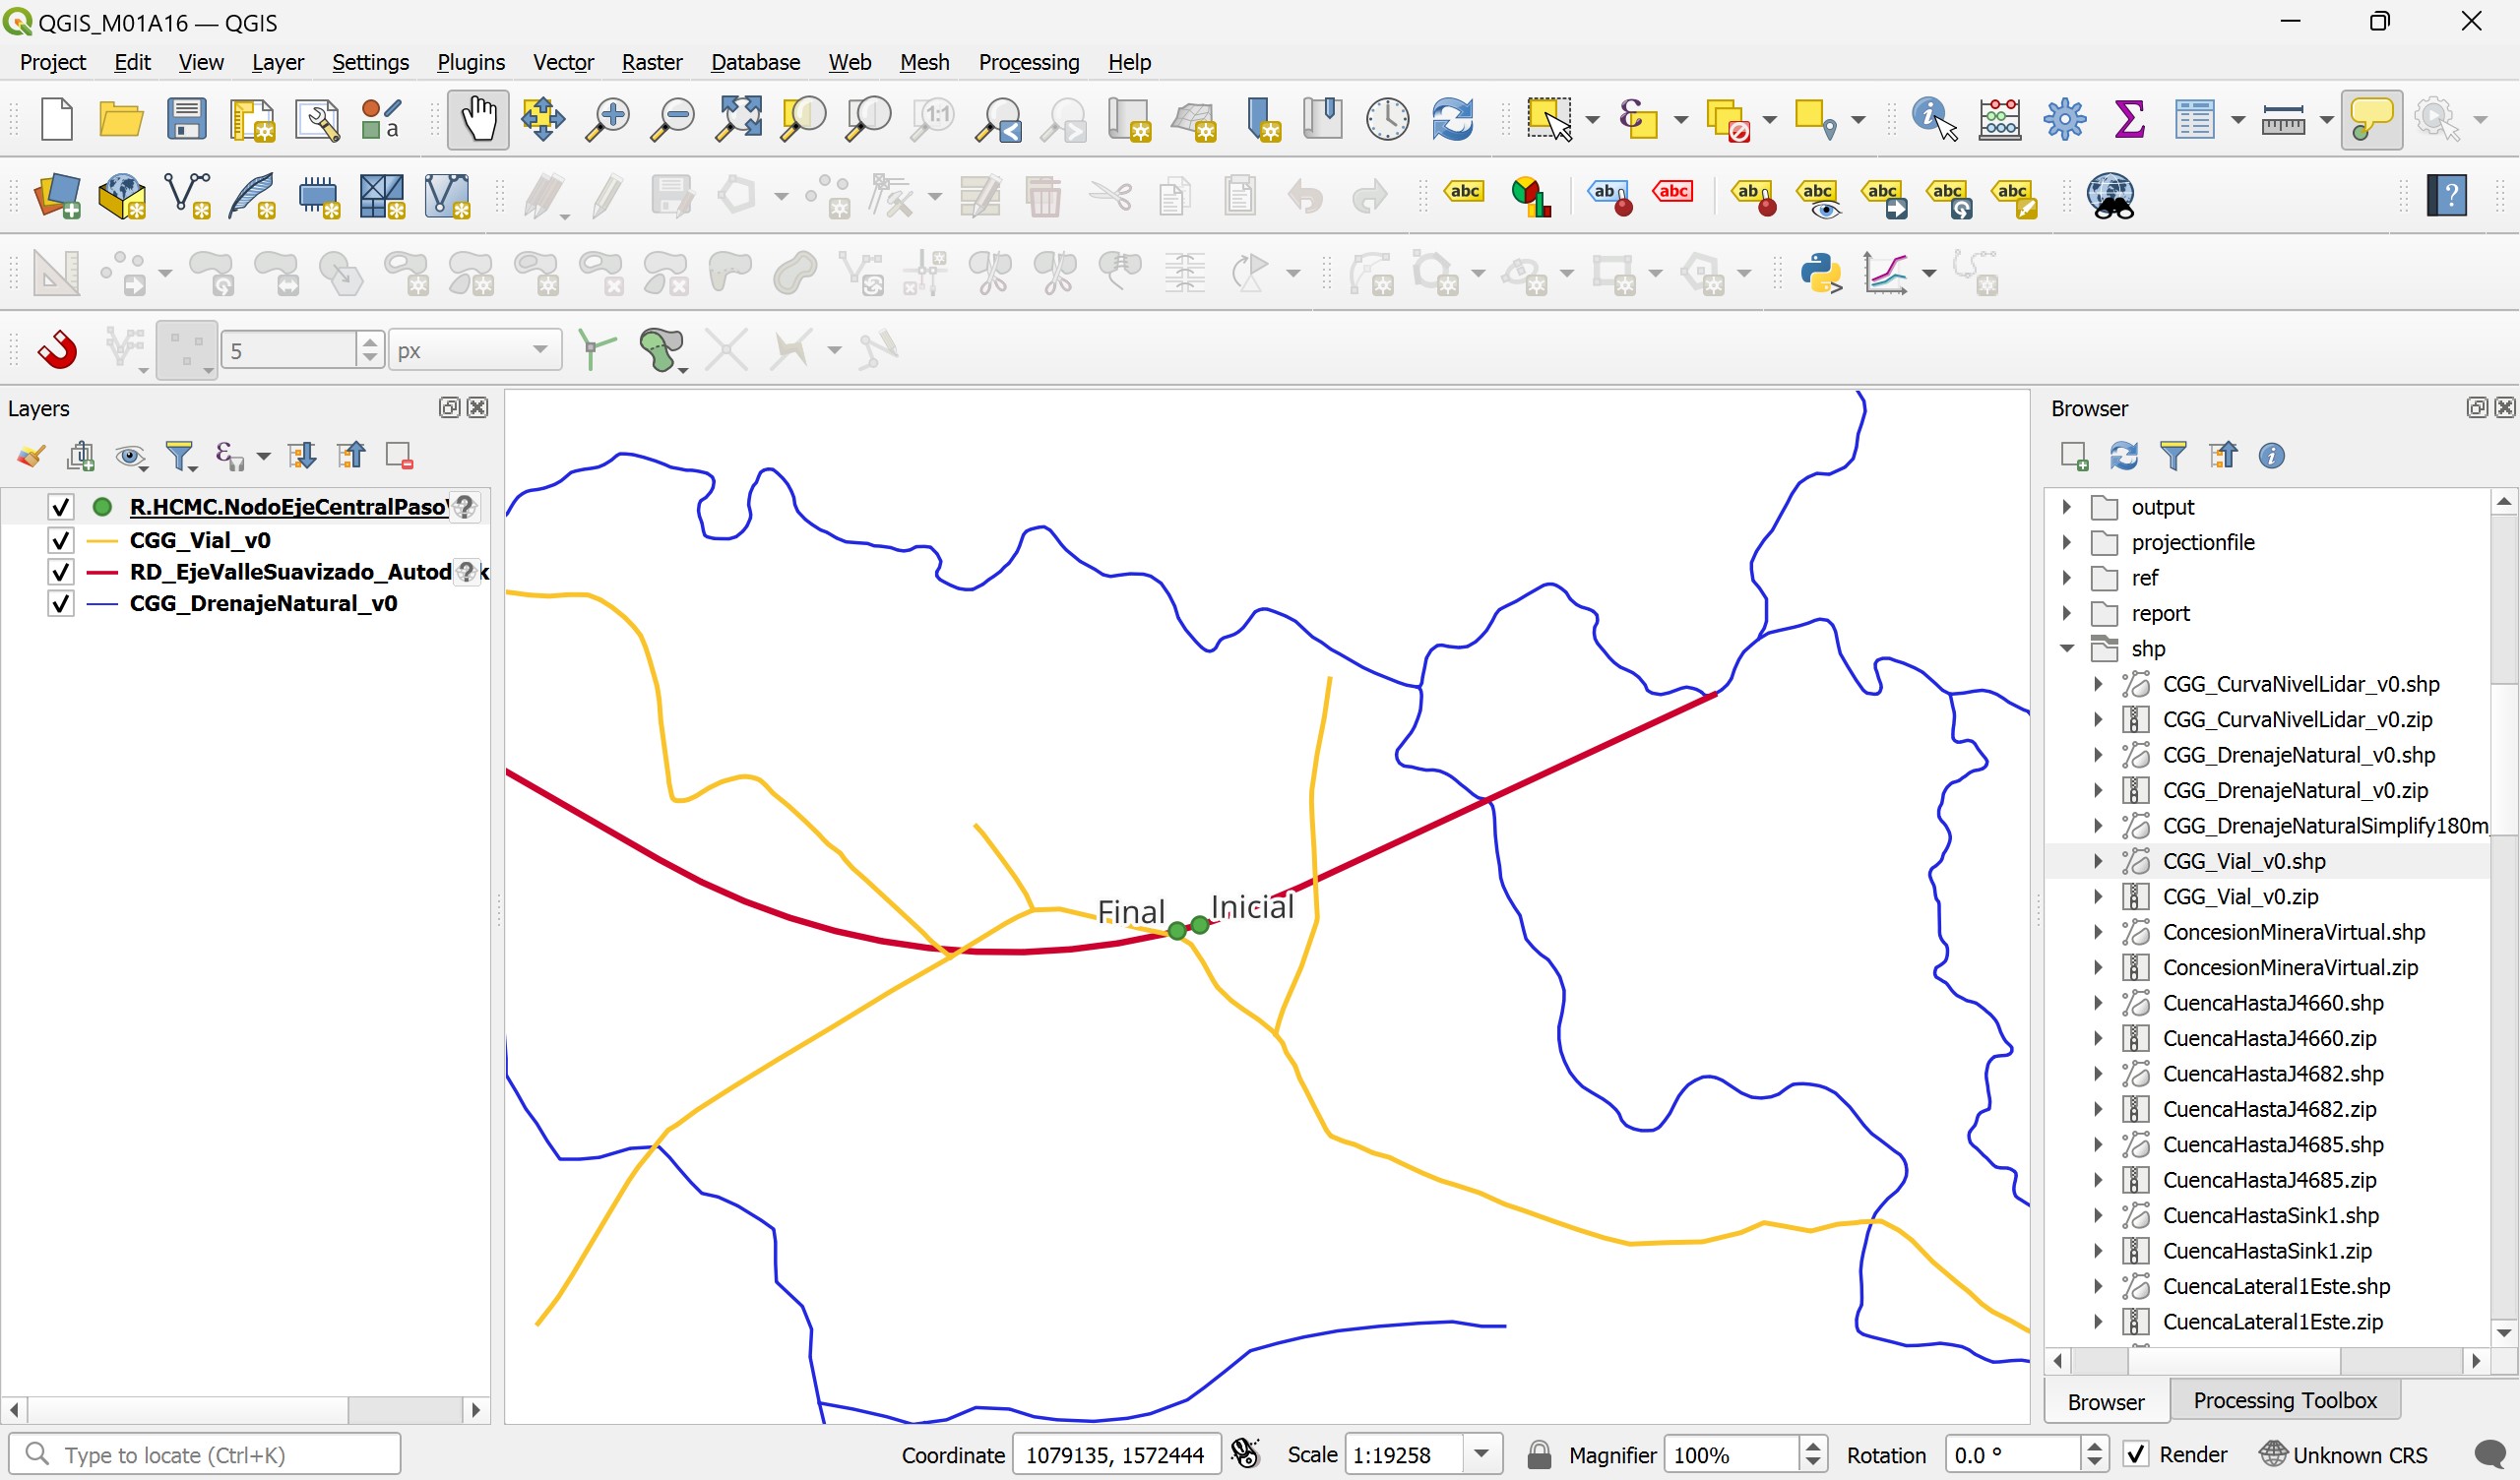 QGIS_M01A16 — QGIS
Project Edit View Layer Settings Plugins Vector Raster Database Web Mesh Processing Help
5 px
Layers
R.HCMC.NodoEjeCentralPaso
CGG_Vial_v0
RD_EjeValleSuavizado_Autod k
CGG_DrenajeNatural_v0
Final
Inicial
Browser
output
projectionfile
ref
report
shp
CGG_CurvaNivelLidar_v0.shp
CGG_CurvaNivelLidar_v0.zip
CGG_DrenajeNatural_v0.shp
CGG_DrenajeNatural_v0.zip
CGG_DrenajeNaturalSimplify180m
CGG_Vial_v0.shp
CGG_Vial_v0.zip
ConcesionMineraVirtual.shp
ConcesionMineraVirtual.zip
CuencaHastaJ4660.shp
CuencaHastaJ4660.zip
CuencaHastaJ4682.shp
CuencaHastaJ4682.zip
CuencaHastaJ4685.shp
CuencaHastaJ4685.zip
CuencaHastaSink1.shp
CuencaHastaSink1.zip
CuencaLateral1Este.shp
CuencaLateral1Este.zip
Browser Processing Toolbox
Type to locate (Ctrl+K) Coordinate 1079135, 1572444 Scale 1:19258 Magnifier 100% Rotation 0.0 ° Render Unknown CRS